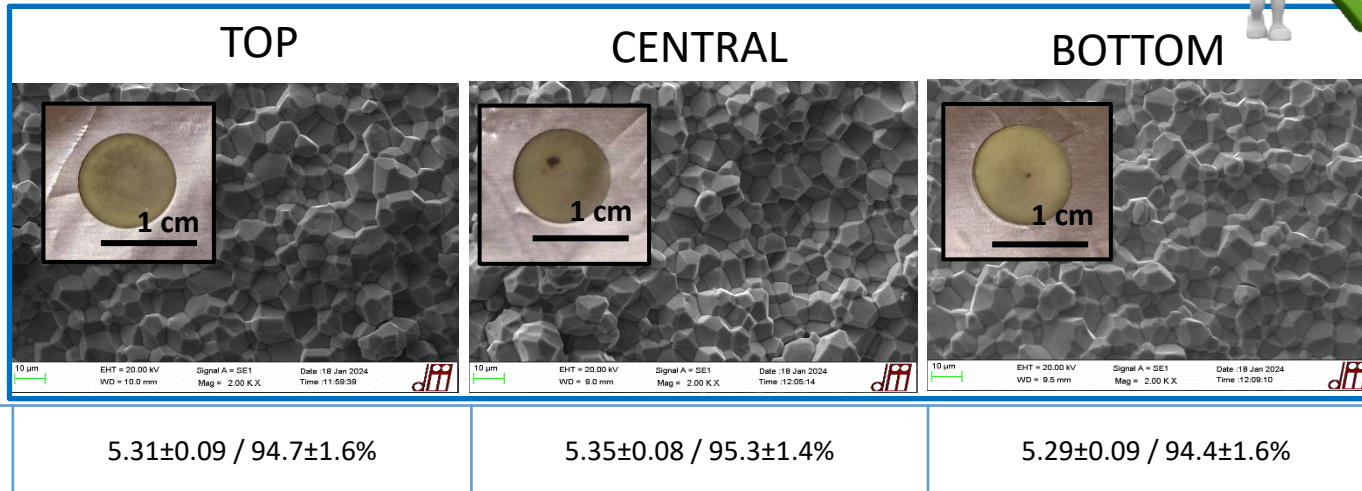 TOP
CENTRAL
BOTTOM
1 cm
1 cm
1 cm
10 µm
EHT = 20.00 kV
Signal A = SE1
Date :18 Jan 2024
WD = 10.0 mm
Mag = 2.00 K X
Time :11:59:39
10 µm
EHT = 20.00 kV
Signal A = SE1
Date :18 Jan 2024
WD = 9.0 mm
Mag = 2.00 K X
Time :12:05:14
10 µm
EHT = 20.00 kV
Signal A = SE1
Date :18 Jan 2024
WD = 9.5 mm
Mag = 2.00 K X
Time :12:09:10
5.31±0.09 / 94.7±1.6%
5.35±0.08 / 95.3±1.4%
5.29±0.09 / 94.4±1.6%